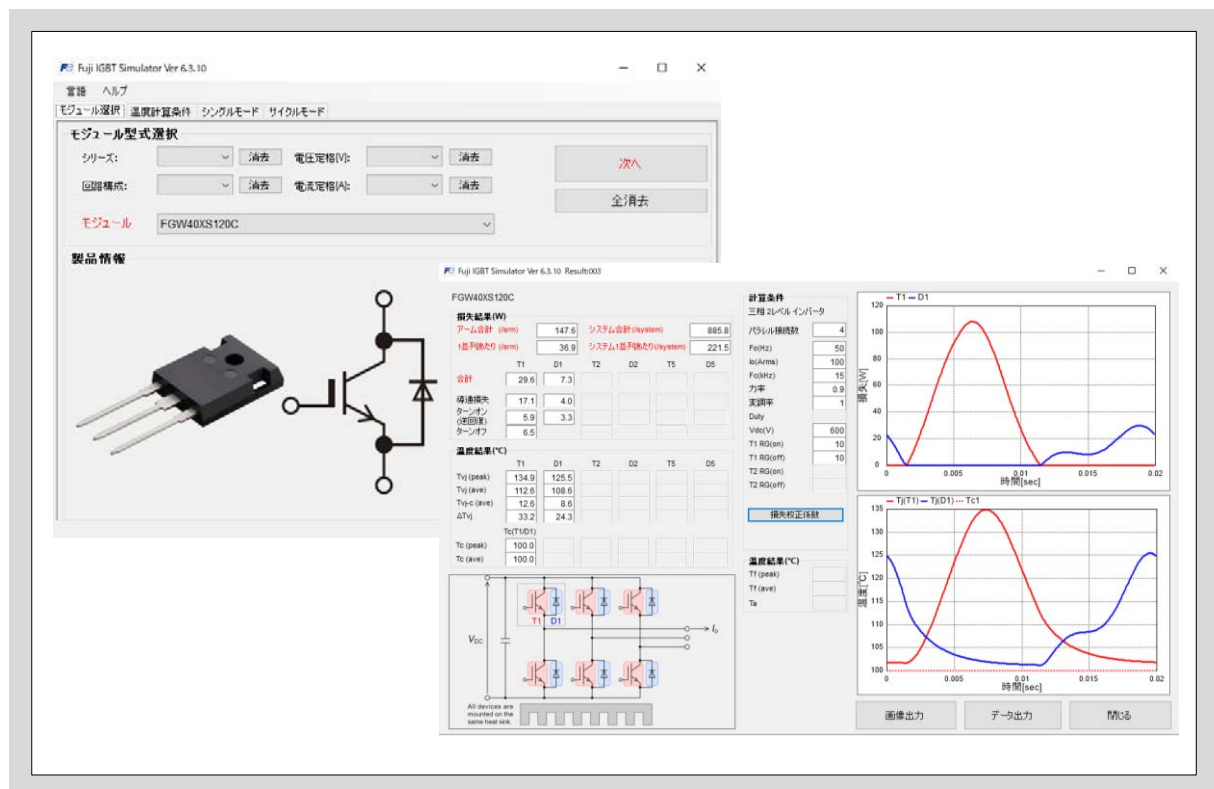 Fuji IGBT Simulator Ver 6.3.10
言語 ヘルプ
モジュール選択 温度計算条件 シングルモード サイクルモード
モジュール型式選択
シリーズ: 消去 電圧定格[V]: 消去
次へ
回路構成: 消去 電流定格[A]: 消去
全消去
モジュール FGW40XS120C
製品情報
Fuji IGBT Simulator Ver 6.3.10 Result:003
FGW40XS120C
損失結果(W)
アーム合計 (/arm) 147.6 システム合計(/system) 885.8
1並列あたり (/arm) 36.9 システム1並列あたり(/system) 221.5
T1 D1 T2 D2 T5 D5
合計 29.6 7.3
導通損失 17.1 4.0
ターンオン
(逆回復) 5.9 3.3
ターンオフ 6.5
温度結果(℃)
T1 D1 T2 D2 T5 D5
Tvj (peak) 134.9 125.5
Tvj (ave) 112.6 108.6
Tvj-c (ave) 12.6 8.6
ΔTvj 33.2 24.3
Tc(T1/D1)
Tc (peak) 100.0
Tc (ave) 100.0
VDC
T1 D1
Io
All devices are
mounted on the
same heat sink.
計算条件
三相 2レベル インバータ
パラレル接続数 4
Fo(Hz) 50
Io(Arms) 100
Fc(kHz) 15
力率 0.9
変調率 1
Duty
Vdc(V) 600
T1 RG(on) 10
T1 RG(off) 10
T2 RG(on)
T2 RG(off)
損失校正係数
温度結果(℃)
Tf (peak)
Tf (ave)
Ta
T1 D1
損失[W]
120
100
80
60
40
20
0
0 0.005 0.01 0.015 0.02
時間[sec]
Tj(T1) Tj(D1) Tc1
温度[℃]
135
130
125
120
115
110
105
100
0 0.005 0.01 0.015 0.02
時間[sec]
画像出力 データ出力 閉じる